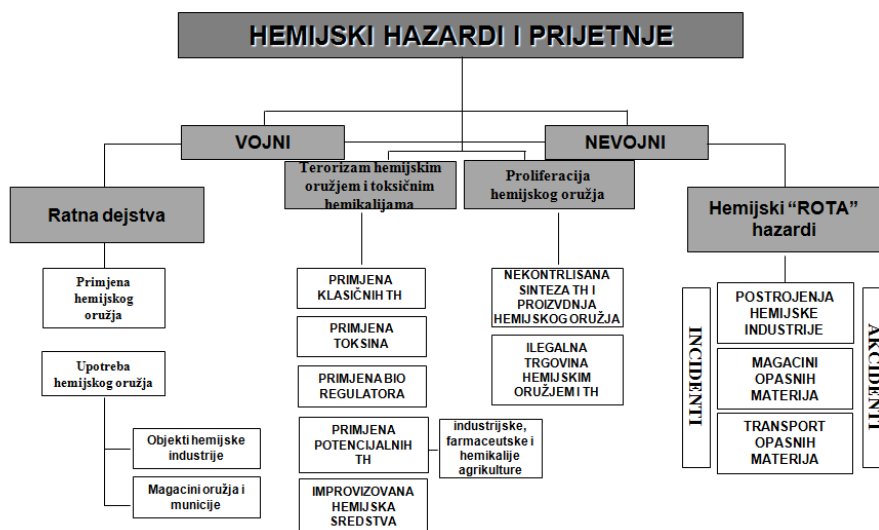 HEMIJSKI HAZARDI I PRIJETNJE
VOJNI
NEVOJNI
Ratna dejstva
Terorizam hemijskim
oružjem i toksičnim
hemikalijama
Proliferacija
hemijskog oružja
Hemijski “ROTA”
hazardi
Primjena
hemijskog
oružja
Upotreba
hemijskog oružja
Objekti hemijske
industrije
Magacini oružja i
municije
PRIMJENA
KLASIČNIH TH
PRIMJENA
TOKSINA
PRIMJENA BIO
REGULATORA
PRIMJENA
POTENCIJALNIH
TH
industrijske,
farmaceutske i
hemikalije
agrikulture
IMPROVIZOVANA
HEMIJSKA
SREDSTVA
NEKONTRLISANA
SINTEZA TH I
PROIZVDNJA
HEMIJSKOG ORUŽJA
ILEGALNA
TRGOVINA
HEMIJSKIM
ORUŽJEM I TH
INCIDENTI
POSTROJENJA
HEMIJSKE
INDUSTRIJE
MAGACINI
OPASNIH
MATERIJA
TRANSPORT
OPASNIH
MATERIJA
AKCIDENTI